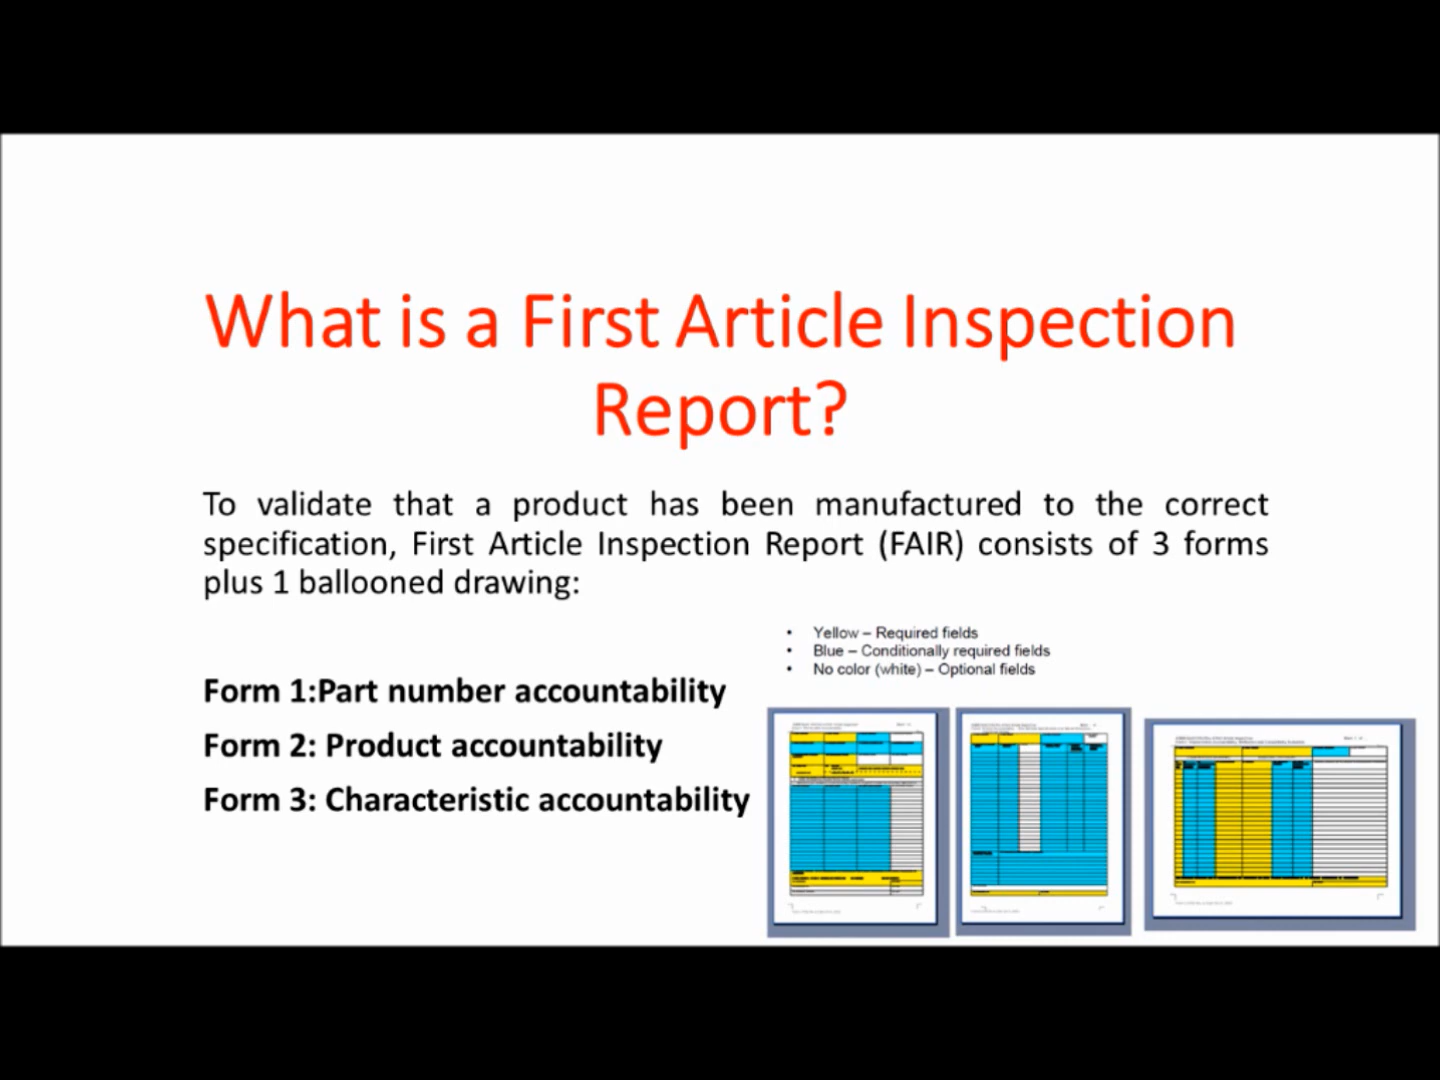 What is a First Article Inspection
Report?
To validate that a product has been manufactured to the correct
specification, First Article Inspection Report (FAIR) consists of 3 forms
plus 1 ballooned drawing:
• Yellow – Required fields
• Blue – Conditionally required fields
• No color (white) – Optional fields
Form 1:Part number accountability
Form 2: Product accountability
Form 3: Characteristic accountability